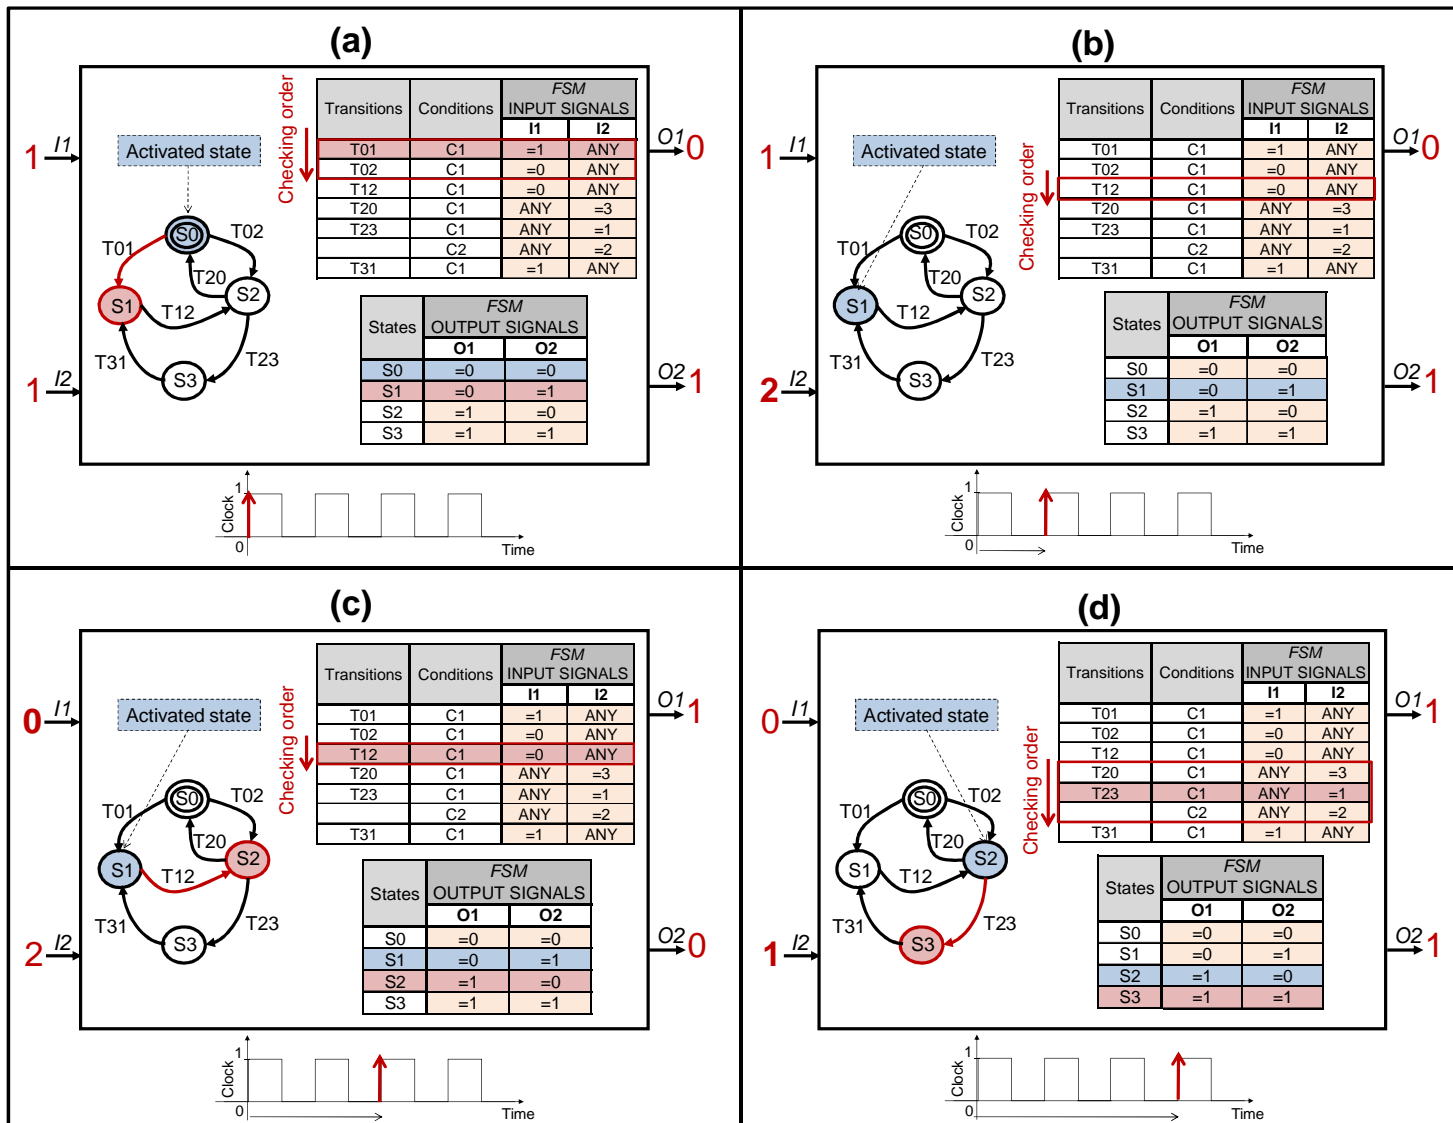 (a)
Checking order
Transitions Conditions FSM INPUT SIGNALS
I1 I2
T01 C1 =1 ANY
T02 C1 =0 ANY
T12 C1 =0 ANY
T20 C1 ANY =3
T23 C1 ANY =1
C2 ANY =2
T31 C1 =1 ANY
1 I1
O1 0
Activated state
S0
T01 T02
T20
S1 S2
T12
T31 T23
S3
1 I2
O2 1
States FSM OUTPUT SIGNALS
O1 O2
S0 =0 =0
S1 =0 =1
S2 =1 =0
S3 =1 =1
1
Clock
0
Time
(b)
Checking order
Transitions Conditions FSM INPUT SIGNALS
I1 I2
T01 C1 =1 ANY
T02 C1 =0 ANY
T12 C1 =0 ANY
T20 C1 ANY =3
T23 C1 ANY =1
C2 ANY =2
T31 C1 =1 ANY
1 I1
O1 0
Activated state
S0
T01 T02
T20
S1 S2
T12
T31 T23
S3
2 I2
O2 1
States FSM OUTPUT SIGNALS
O1 O2
S0 =0 =0
S1 =0 =1
S2 =1 =0
S3 =1 =1
1
Clock
0
Time
(c)
Checking order
Transitions Conditions FSM INPUT SIGNALS
I1 I2
T01 C1 =1 ANY
T02 C1 =0 ANY
T12 C1 =0 ANY
T20 C1 ANY =3
T23 C1 ANY =1
C2 ANY =2
T31 C1 =1 ANY
0 I1
O1 1
Activated state
S0
T01 T02
T20
S1 S2
T12
T31 T23
S3
2 I2
O2 0
States FSM OUTPUT SIGNALS
O1 O2
S0 =0 =0
S1 =0 =1
S2 =1 =0
S3 =1 =1
1
Clock
0
Time
(d)
Checking order
Transitions Conditions FSM INPUT SIGNALS
I1 I2
T01 C1 =1 ANY
T02 C1 =0 ANY
T12 C1 =0 ANY
T20 C1 ANY =3
T23 C1 ANY =1
C2 ANY =2
T31 C1 =1 ANY
0 I1
O1 1
Activated state
S0
T01 T02
T20
S1 S2
T12
T31 T23
S3
1 I2
O2 1
States FSM OUTPUT SIGNALS
O1 O2
S0 =0 =0
S1 =0 =1
S2 =1 =0
S3 =1 =1
1
Clock
0
Time